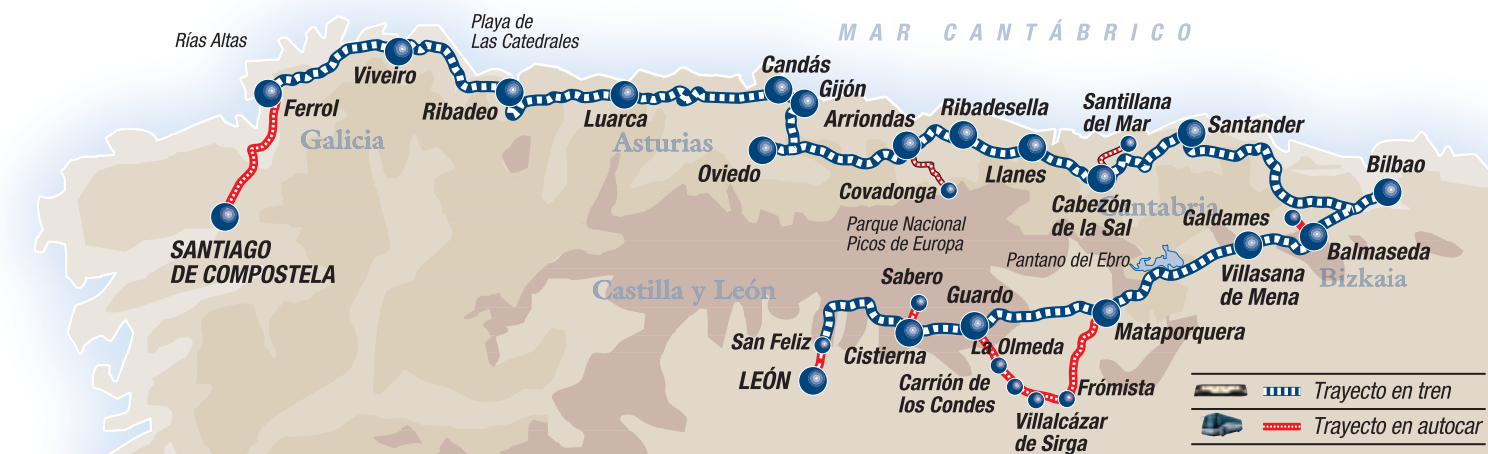 Playa de
Las Catedrales
Rías Altas
MAR CANTÁBRICO
Viveiro
Ferrol
Ribadeo
Luarca
Candás
Gijón
Arriondas
Ribadesella
Santillana
del Mar
Santander
Bilbao
Galicia
Asturias
Oviedo
Covadonga
Llanes
Cabezón
de la Sal
Cantabria
Galdames
Balmaseda
Bizkaia
Parque Nacional
Picos de Europa
Pantano del Ebro
Villasana
de Mena
SANTIAGO
DE COMPOSTELA
Castilla y León
Sabero
Guardo
San Feliz
Cistierna
La Olmeda
Mataporquera
LEÓN
Carrión de
los Condes
Frómista
Villalcázar
de Sirga
Trayecto en tren
Trayecto en autocar